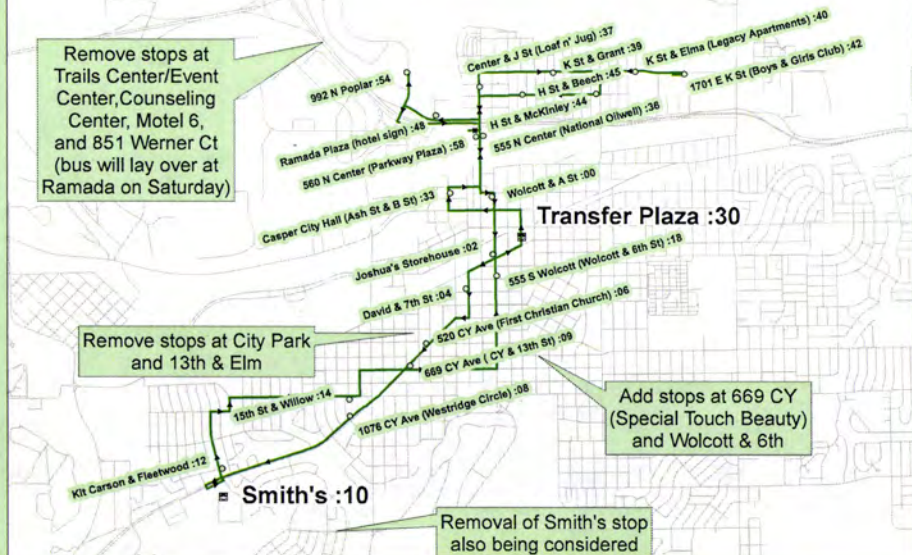 Remove stops at
Trails Center/Event
Center,Counseling
Center, Motel 6,
and 851 Werner Ct
(bus will lay over at
Ramada on Saturday)
992 N Poplar :54
Center & J St (Loaf n' Jug) :37
K St & Grant :39
K St & Elma (Legacy Apartments) :40
1701 E K St (Boys & Girls Club) :42
H St & Beech :45
H St & McKinley :44
555 N Center (National Oilwell) :36
Ramada Plaza (hotel sign) :48
560 N Center (Parkway Plaza) :58
Wolcott & A St :00
Casper City Hall (Ash St & B St) :33
Transfer Plaza :30
Joshua's Storehouse :02
555 S Wolcott (Wolcott & 6th St) :18
David & 7th St :04
520 CY Ave (First Christian Church) :06
Remove stops at City Park
and 13th & Elm
669 CY Ave ( CY & 13th St) :09
Add stops at 669 CY
(Special Touch Beauty)
and Wolcott & 6th
15th St & Willow :14
1076 CY Ave (Westridge Circle) :08
Kit Carson & Fleetwood :12
Smith's :10
Removal of Smith's stop
also being considered